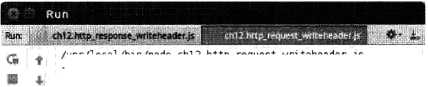 Run
Run: ch12.http_response_writeheader.js ch12.http_request_writeheader.js
/usr/local/bin/node ch12.http_request_writeheader.js